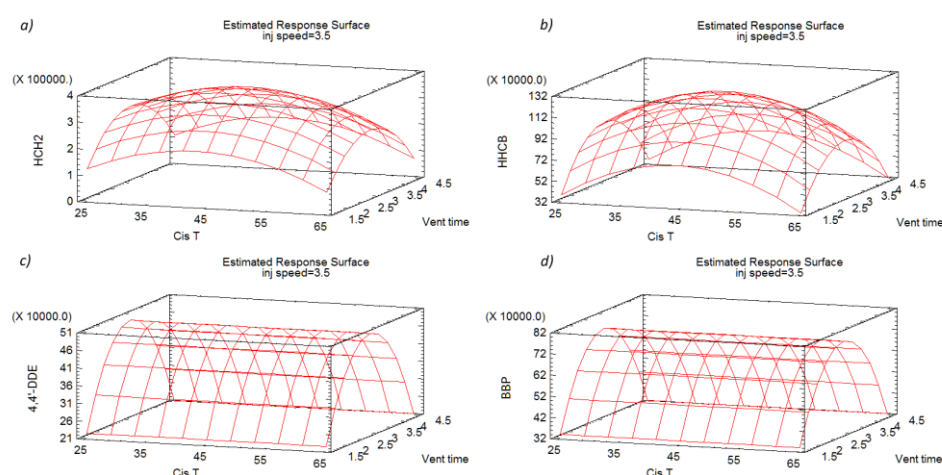 a)
Estimated Response Surface
inj speed=3.5
(X 100000.)
4
3
2
1
0
HCH2
25
35
45
55
65
Cis T
1.5
2
2.5
3
3.5
4
4.5
Vent time
b)
Estimated Response Surface
inj speed=3.5
(X 10000.0)
132
112
92
72
52
32
HHCB
25
35
45
55
65
Cis T
1.5
2
2.5
3
3.5
4
4.5
Vent time
c)
Estimated Response Surface
inj speed=3.5
(X 10000.0)
51
46
41
36
31
26
21
4,4'-DDE
25
35
45
55
65
Cis T
1.5
2
2.5
3
3.5
4
4.5
Vent time
d)
Estimated Response Surface
inj speed=3.5
(X 10000.0)
82
72
62
52
42
32
BBP
25
35
45
55
65
Cis T
1.5
2
2.5
3
3.5
4
4.5
Vent time